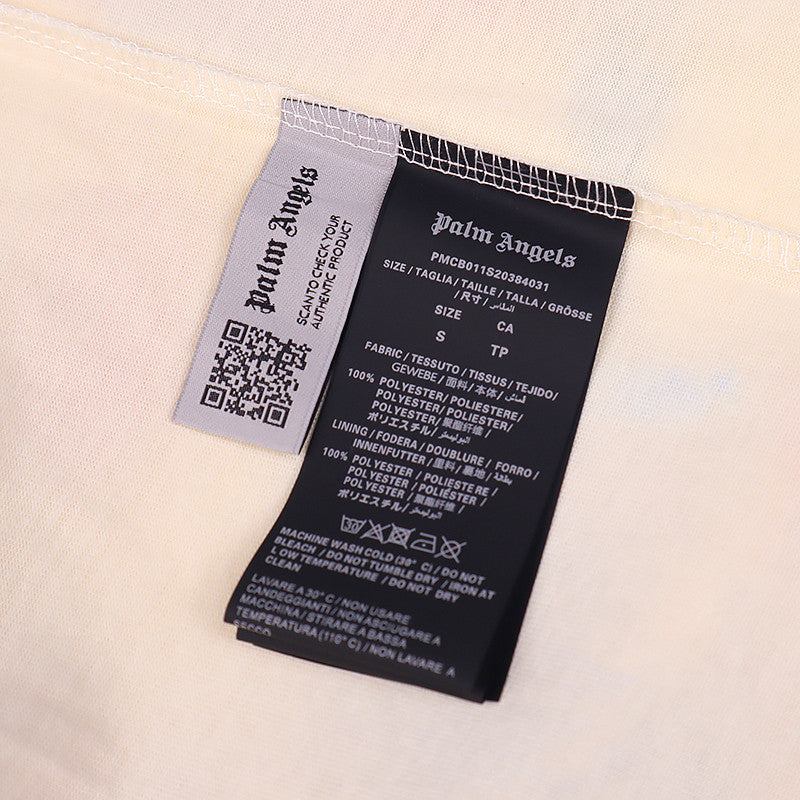 Palm Angels
SCAN TO CHECK YOUR
AUTHENTIC PRODUCT
Palm Angels
PMCB011S20384031
SIZE / TAGLIA / TAILLE / TALLA / GRÖSSE
/ 尺寸 / المقاس
SIZE CA
S TP
FABRIC / TESSUTO / TISSUS / TEJIDO/
GEWEBE / 面料 / 本体 / قماش
100% POLYESTER / POLIESTERE/
POLYESTER / POLIÉSTER/
POLYESTER / 聚酯纤维 /
ポリエステル / البوليستر
LINING / FODERA / DOUBLURE / FORRO /
INNENFUTTER / 里料 / 裏地 / بطانة
100% POLYESTER / POLIESTERE /
POLYESTER / POLIÉSTER /
POLYESTER / 聚酯纤维 /
ポリエステル / البوليستر
30
MACHINE WASH COLD (30° C) / DO NOT
BLEACH / DO NOT TUMBLE DRY / IRON AT
LOW TEMPERATURE / DO NOT DRY
CLEAN
LAVARE A 30° C / NON USARE
CANDEGGIANTI / NON ASCIUGARE A
MACCHINA / STIRARE A BASSA
TEMPERATURA (110° C) / NON LAVARE A
SECCO